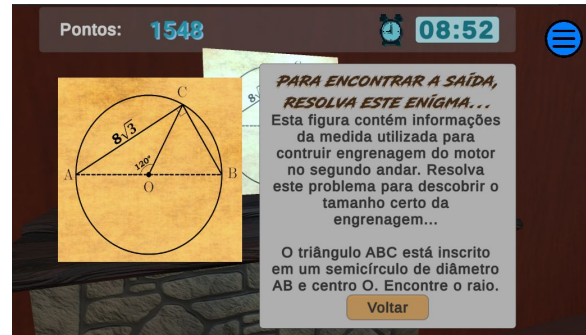 Pontos: 1548
08:52
PARA ENCONTRAR A SAÍDA,
RESOLVA ESTE ENIGMA...
Esta figura contém informações
da medida utilizada para
contruir engrenagem do motor
no segundo andar. Resolva
este problema para descobrir o
tamanho certo da
engrenagem...
O triângulo ABC está inscrito
em um semicírculo de diâmetro
AB e centro O. Encontre o raio.
Voltar
C
8√3
120°
A
O
B